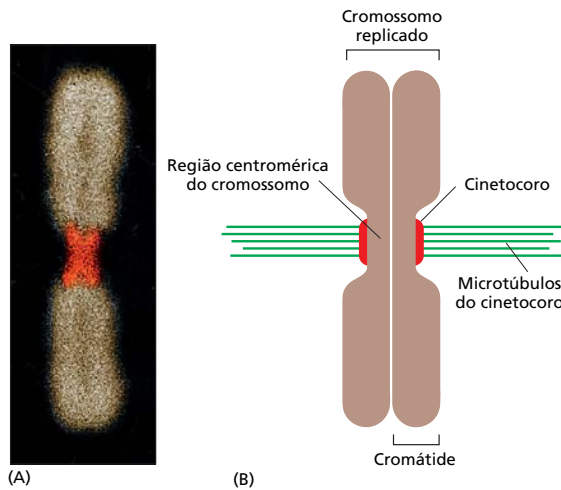 Cromossomo
replicado
Região centromérica
do cromossomo
Cinetocoro
Microtúbulos
do cinetocoro
Cromátide
(A)
(B)